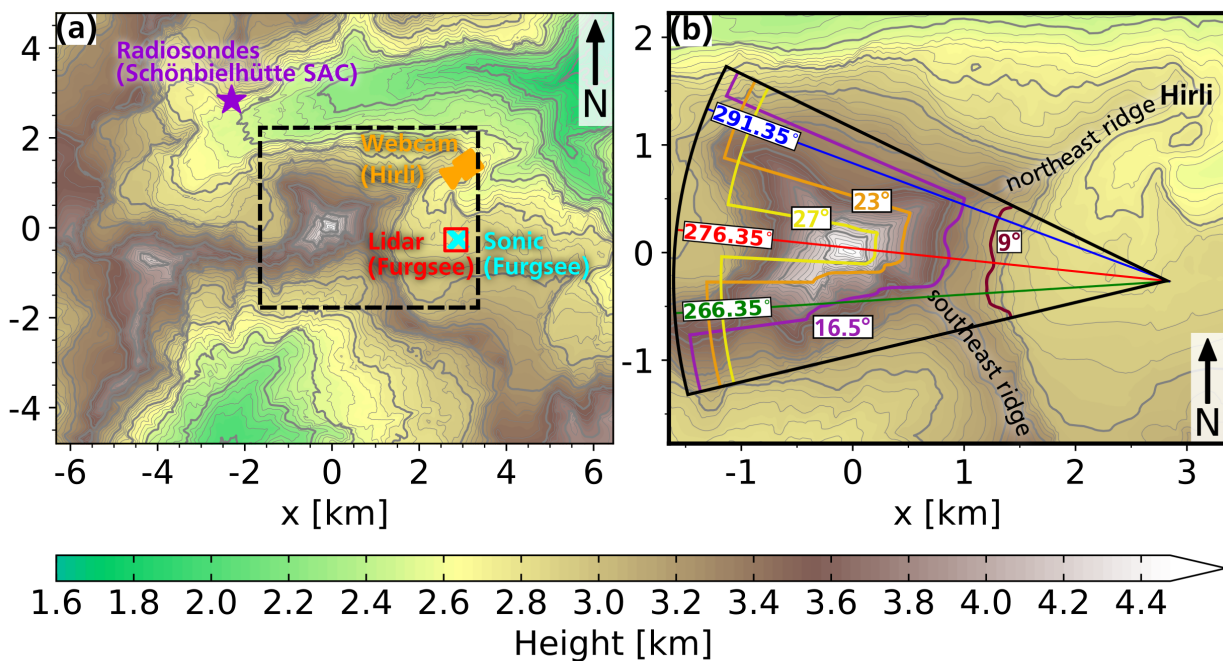 (a)
Radiosondes
(Schönbielhütte SAC)
N
Webcam
(Hirli)
Lidar
(Furgsee)
Sonic
(Furgsee)
4
2
0
-2
-4
-6
-4
-2
0
2
4
6
x [km]
(b)
Hirli
northeast ridge
291.35°
23°
27°
276.35°
9°
266.35°
16.5°
southeast ridge
N
2
1
0
-1
-1
0
1
2
3
x [km]
1.6 1.8 2.0 2.2 2.4 2.6 2.8 3.0 3.2 3.4 3.6 3.8 4.0 4.2 4.4
Height [km]